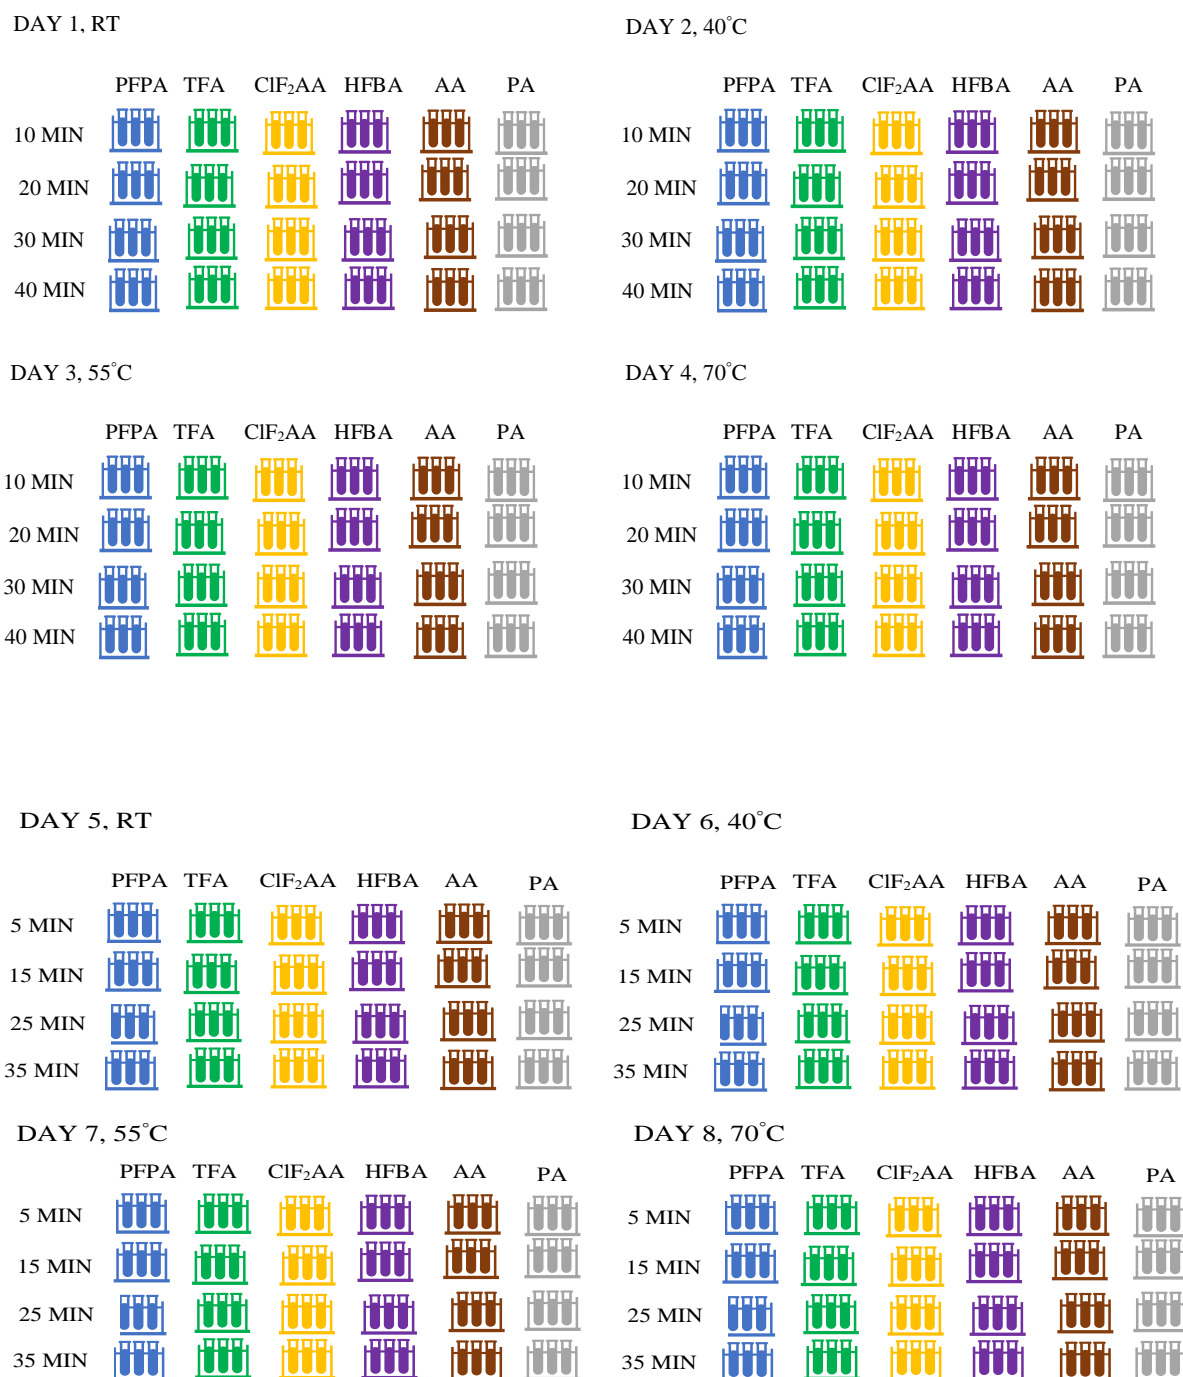 DAY 1, RT
PFPA TFA ClF₂AA HFBA AA PA
10 MIN
20 MIN
30 MIN
40 MIN
DAY 2, 40°C
PFPA TFA ClF₂AA HFBA AA PA
10 MIN
20 MIN
30 MIN
40 MIN
DAY 3, 55°C
PFPA TFA ClF₂AA HFBA AA PA
10 MIN
20 MIN
30 MIN
40 MIN
DAY 4, 70°C
PFPA TFA ClF₂AA HFBA AA PA
10 MIN
20 MIN
30 MIN
40 MIN
DAY 5, RT
PFPA TFA ClF₂AA HFBA AA PA
5 MIN
15 MIN
25 MIN
35 MIN
DAY 6, 40°C
PFPA TFA ClF₂AA HFBA AA PA
5 MIN
15 MIN
25 MIN
35 MIN
DAY 7, 55°C
PFPA TFA ClF₂AA HFBA AA PA
5 MIN
15 MIN
25 MIN
35 MIN
DAY 8, 70°C
PFPA TFA ClF₂AA HFBA AA PA
5 MIN
15 MIN
25 MIN
35 MIN